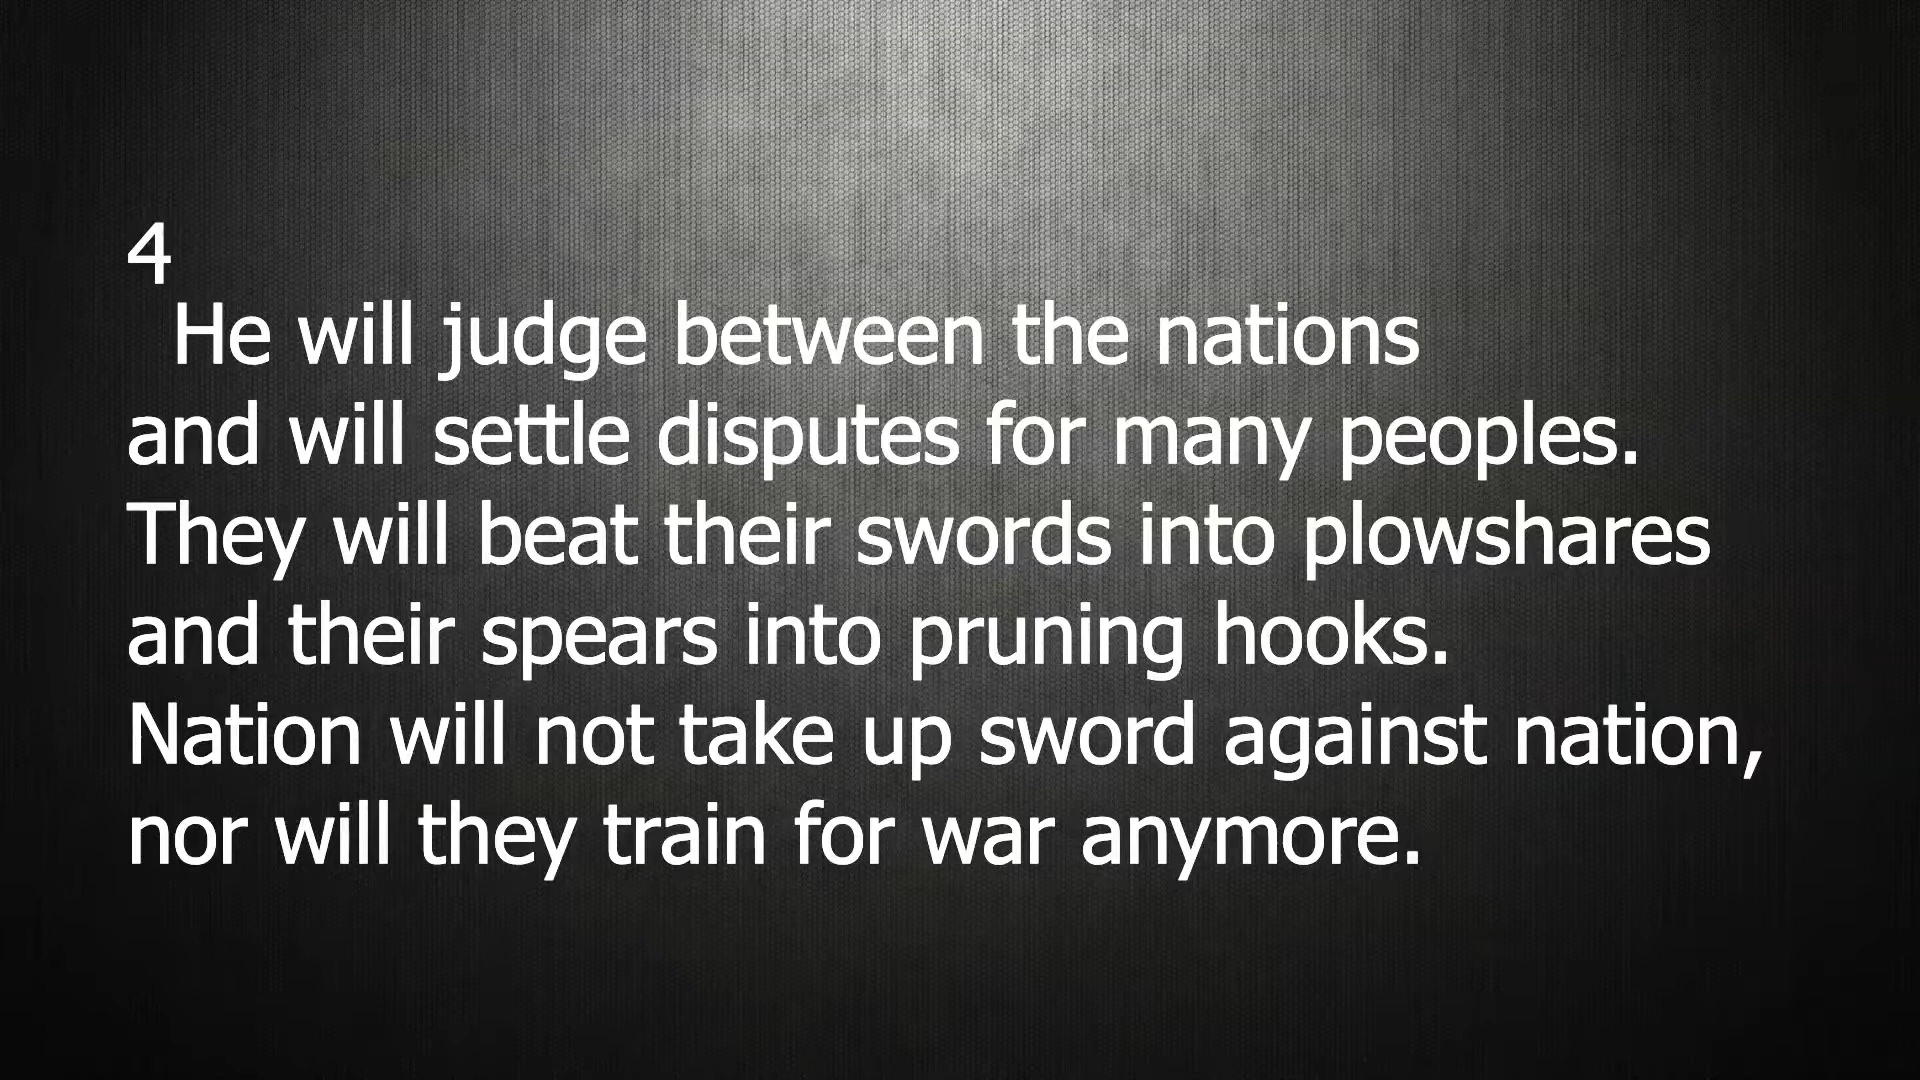 4
He will judge between the nations
and will settle disputes for many peoples.
They will beat their swords into plowshares
and their spears into pruning hooks.
Nation will not take up sword against nation,
nor will they train for war anymore.